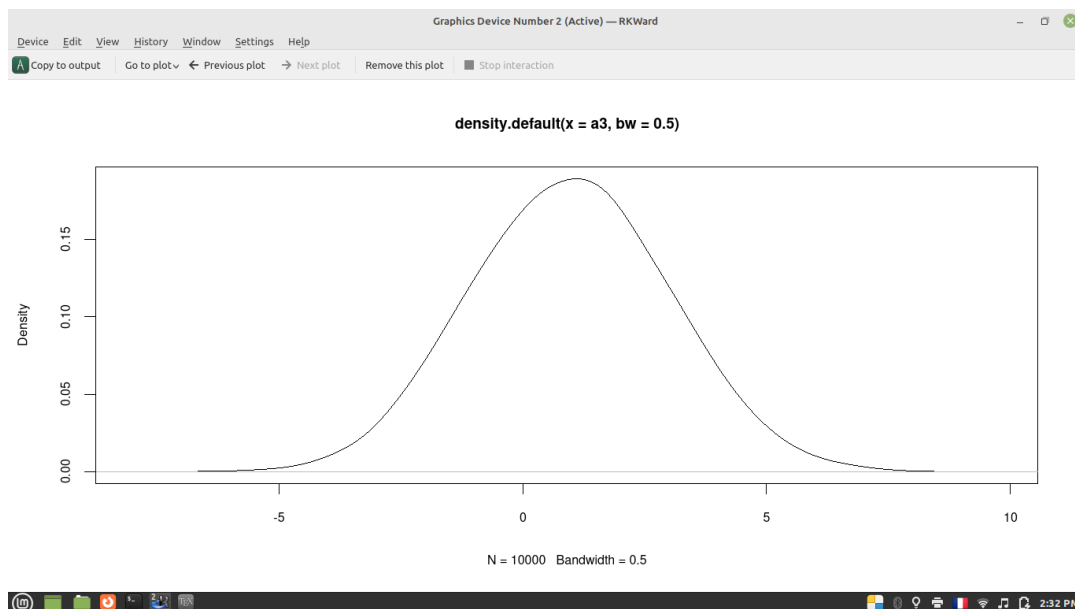 Graphics Device Number 2 (Active) — RKWard
Device Edit View History Window Settings Help
Copy to output Go to plot Previous plot Next plot Remove this plot Stop interaction
density.default(x = a3, bw = 0.5)
Density
0.15
0.10
0.05
0.00
-5 0 5 10
N = 10000 Bandwidth = 0.5
2:32 PM